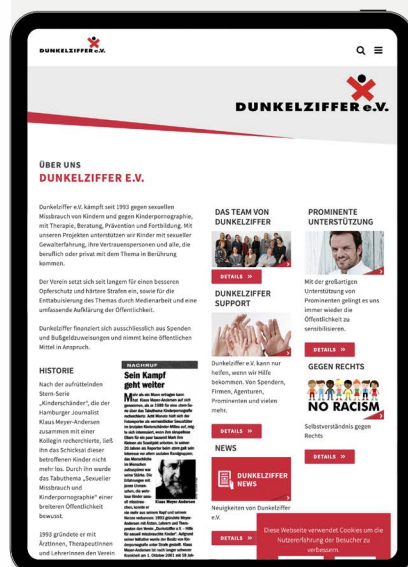 DUNKELZIFFER e.V.
DUNKELZIFFER e.V.
ÜBER UNS
DUNKELZIFFER E.V.
Dunkelziffer e.V. kämpft seit 1993 gegen sexuellen
Missbrauch von Kindern und gegen Kinderpornographie,
mit Therapie, Beratung, Prävention und Fortbildung. Mit
unseren Projekten unterstützen wir Kinder mit sexueller
Gewalterfahrung, ihre Vertrauenspersonen und alle, die
beruflich oder privat mit dem Thema in Berührung
kommen.
Der Verein setzt sich seit langem für einen besseren
Opferschutz und härtere Strafen ein, sowie für die
Enttabuisierung des Themas durch Medienarbeit und eine
umfassende Aufklärung der Öffentlichkeit.
Dunkelziffer finanziert sich ausschliesslich aus Spenden
und Bußgeldzuweisungen und nimmt keine öffentlichen
Mittel in Anspruch.
HISTORIE
Nach der aufrüttelnden
Stern-Serie
„Kinderschänder“, die der
Hamburger Journalist
Klaus Meyer-Andersen
zusammen mit einer
Kollegin recherchierte, ließ
ihn das Schicksal dieser
betroffenen Kinder nicht
mehr los. Durch ihn wurde
das Tabuthema „Sexueller
Missbrauch und
Kinderpornographie“ einer
breiteren Öffentlichkeit
bewusst.
1993 gründete er mit
ÄrztInnen, TherapeutInnen
und LehrerInnen den Verein
NACHRUF
Sein Kampf
geht weiter
Klaus Meyer-Andersen
DAS TEAM VON
DUNKELZIFFER
DETAILS »
DUNKELZIFFER
SUPPORT
Dunkelziffer e.V. kann nur
helfen, wenn wir Hilfe
bekommen. Von Spendern,
Firmen, Agenturen,
Prominenten und vielen
mehr.
DETAILS »
NEWS
DUNKELZIFFER
NEWS
Neuigkeiten von Dunkelziffer
e.V.
DETAILS »
PROMINENTE
UNTERSTÜTZUNG
Mit der großartigen
Unterstützung von
Prominenten gelingt es uns
immer wieder die
Öffentlichkeit zu
sensibilisieren.
DETAILS »
GEGEN RECHTS
NO RACISM
Selbstverständnis gegen
Rechts
DETAILS »
Diese Webseite verwendet Cookies um die
Nutzererfahrung der Besucher zu
verbessern.